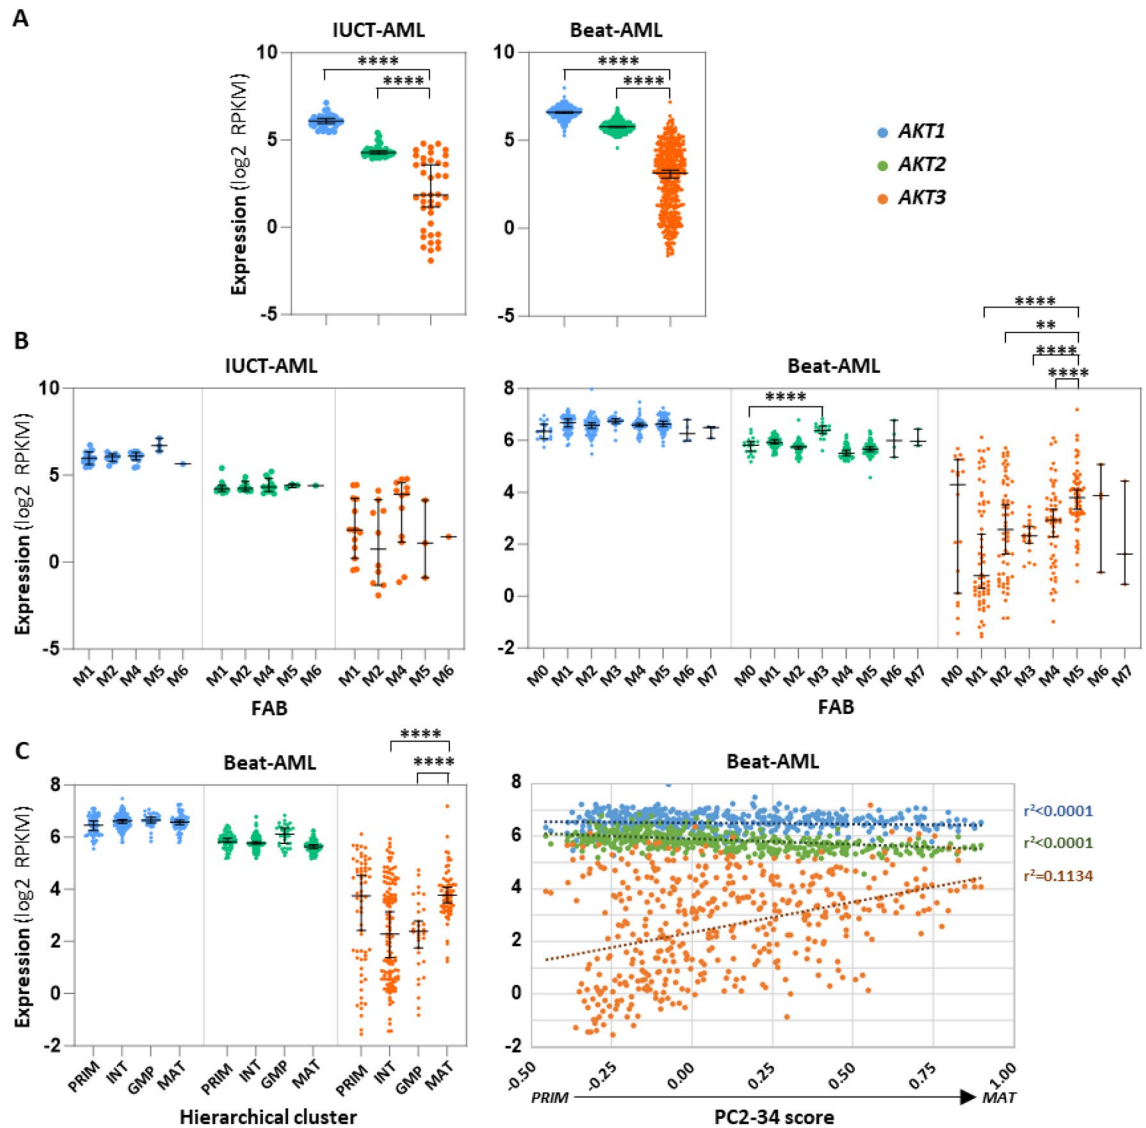 A
IUCT-AML
Beat-AML
Expression (log2 RPKM)
10
5
0
-5
****
****
10
5
0
-5
****
****
AKT1
AKT2
AKT3
B
IUCT-AML
Beat-AML
Expression (log2 RPKM)
10
5
0
-5
M1 M2 M4 M5 M6 M1 M2 M4 M5 M6 M1 M2 M4 M5 M6
FAB
8
6
4
2
0
-2
****
****
**
****
****
M0 M1 M2 M3 M4 M5 M6 M7 M0 M1 M2 M3 M4 M5 M6 M7 M0 M1 M2 M3 M4 M5 M6 M7
FAB
C
Beat-AML
Expression (log2 RPKM)
8
6
4
2
0
-2
****
****
PRIM INT GMP MAT PRIM INT GMP MAT PRIM INT GMP MAT
Hierarchical cluster
Beat-AML
8
6
4
2
0
-2
r²<0.0001
r²<0.0001
r²=0.1134
-0.50 -0.25 0.00 0.25 0.50 0.75 1.00
PRIM MAT
PC2-34 score